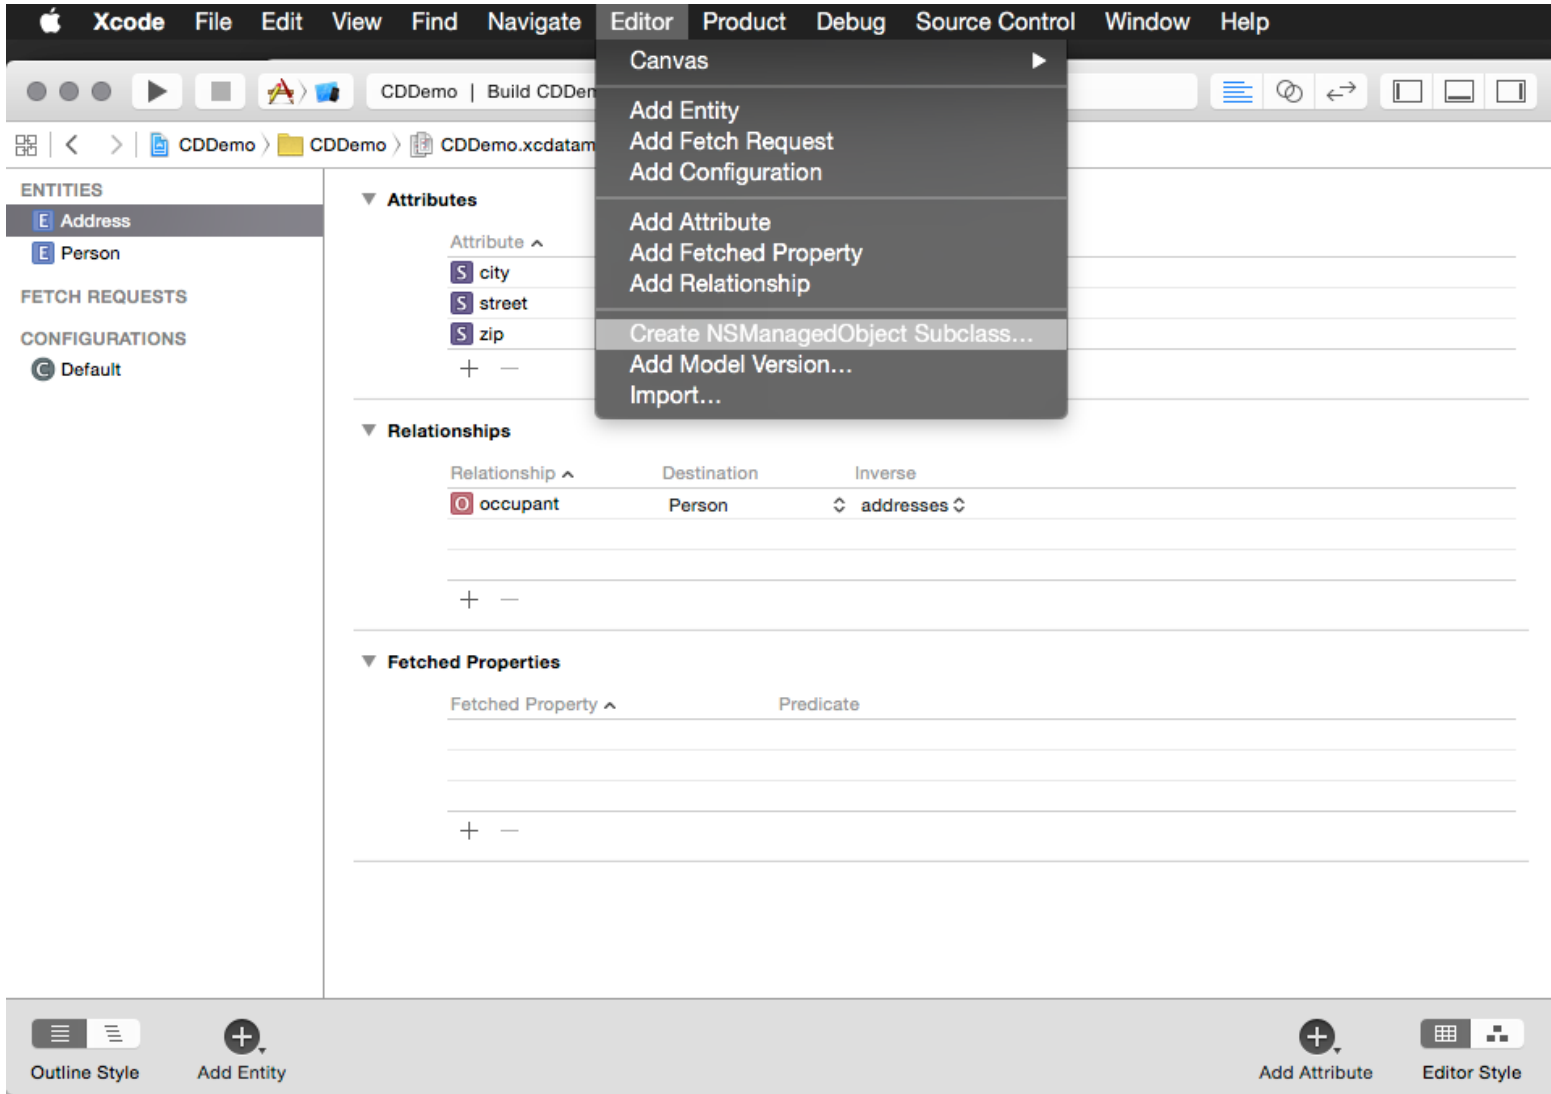 Xcode File Edit View Find Navigate Editor Product Debug Source Control Window Help
Canvas
CDDemo | Build CDDem
Add Entity
Add Fetch Request
Add Configuration
CDDemo CDDemo CDDemo.xcdatam
ENTITIES
E Address
E Person
FETCH REQUESTS
CONFIGURATIONS
C Default
Attributes
Attribute
S city
S street
S zip
Add Attribute
Add Fetched Property
Add Relationship
Create NSManagedObject Subclass...
Add Model Version...
Import...
Relationships
Relationship Destination Inverse
O occupant Person addresses
Fetched Properties
Fetched Property Predicate
Outline Style Add Entity Add Attribute Editor Style